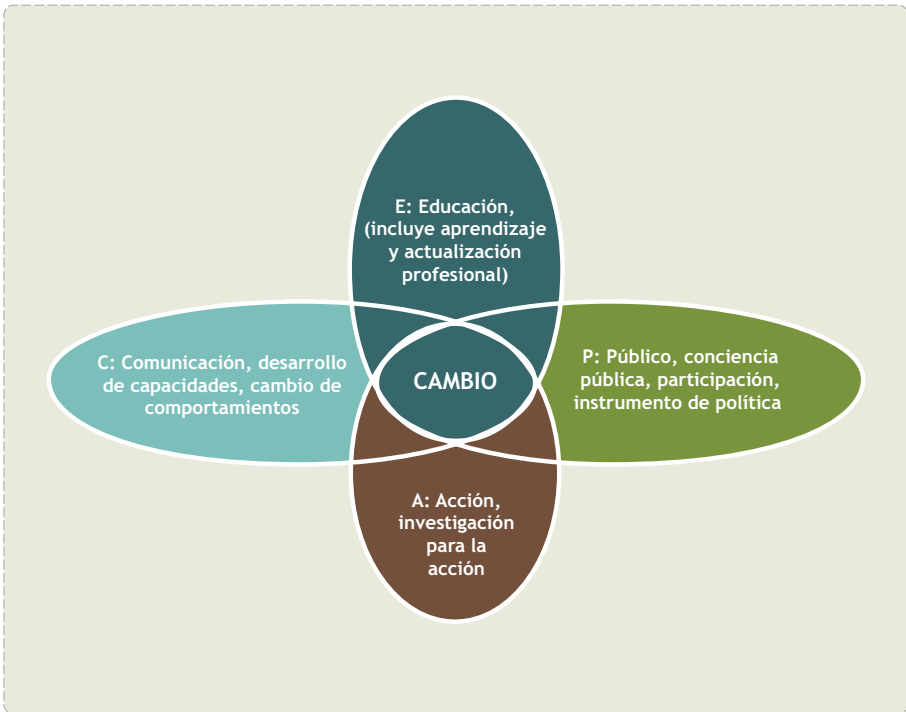 E: Educación,
(incluye aprendizaje
y actualización
profesional)
C: Comunicación, desarrollo
de capacidades, cambio de
comportamientos
CAMBIO
P: Público, conciencia
pública, participación,
instrumento de política
A: Acción,
investigación
para la
acción